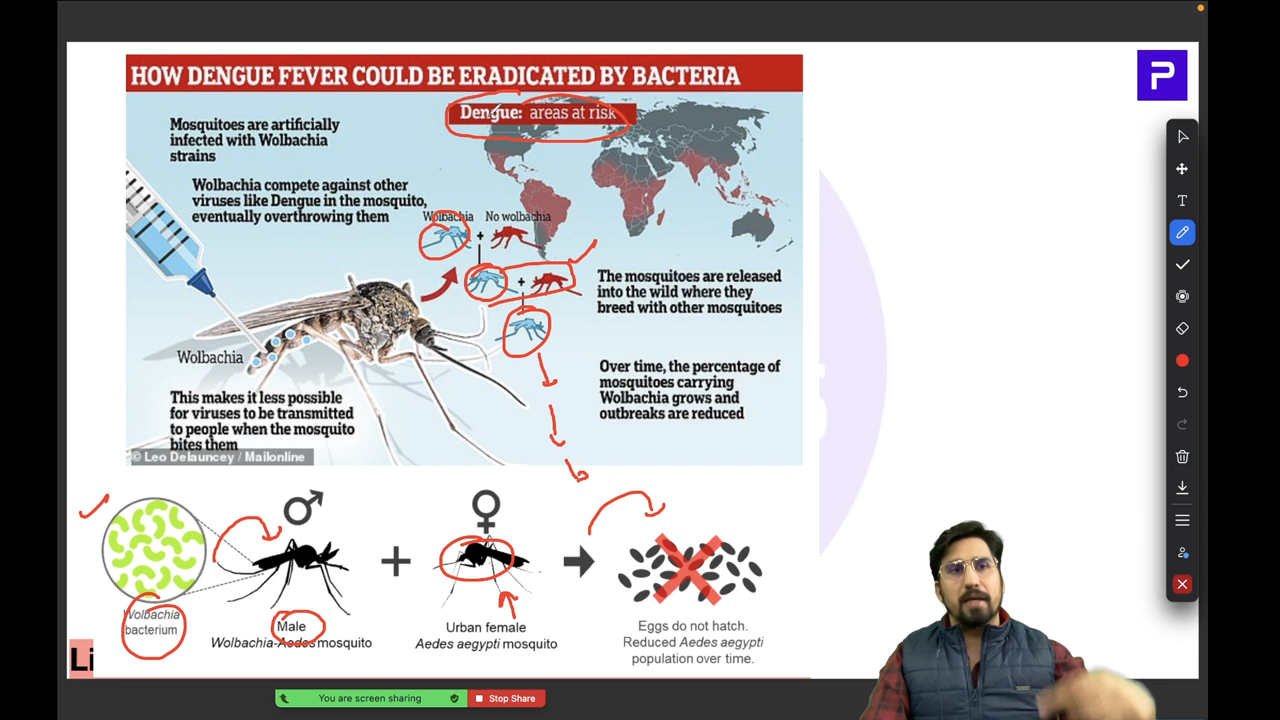 HOW DENGUE FEVER COULD BE ERADICATED BY BACTERIA
P
Dengue: areas at risk
Mosquitoes are artificially
infected with Wolbachia
strains
Wolbachia compete against other
viruses like Dengue in the mosquito,
eventually overthrowing them
Wolbachia
No wolbachia
The mosquitoes are released
into the wild where they
breed with other mosquitoes
Wolbachia
Over time, the percentage of
mosquitoes carrying
Wolbachia grows and
outbreaks are reduced
This makes it less possible
for viruses to be transmitted
to people when the mosquito
bites them
© Leo Delauncey / Mailonline
Wolbachia
bacterium
Male
Wolbachia-Aedes mosquito
Urban female
Aedes aegypti mosquito
Eggs do not hatch.
Reduced Aedes aegypti
population over time.
Li
You are screen sharing
Stop Share
T